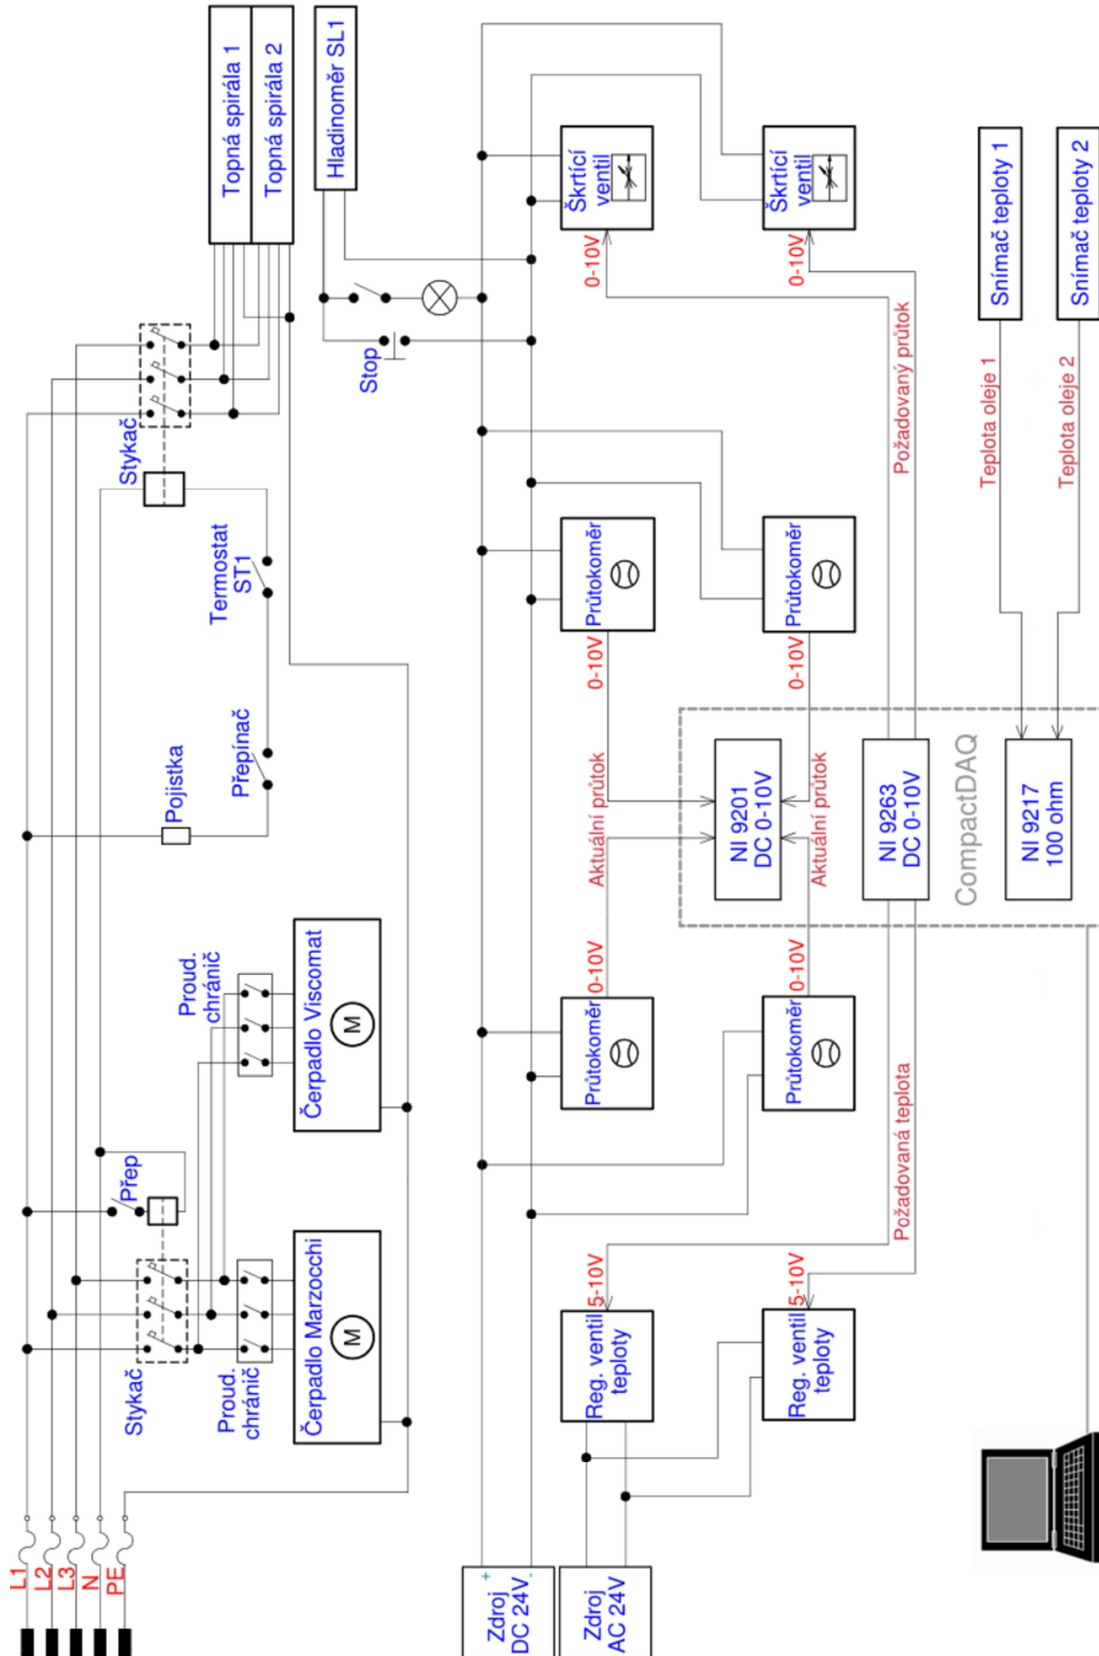 L1
L2
L3
N
PE
Stykač
Přep
Proud.
chránič
Čerpadlo Marzocchi
M
Proud.
chránič
Čerpadlo Viscomat
M
Pojistka
Přepínač
Termostat
ST1
Stykač
Topná spirála 1
Topná spirála 2
Hladinoměr SL1
Stop
Zdroj
DC 24V
+
-
Zdroj
AC 24V
Reg. ventil
teploty
5-10V
Reg. ventil
teploty
5-10V
Požadovaná teplota
Průtokoměr
0-10V
Průtokoměr
0-10V
Aktuální průtok
Aktuální průtok
NI 9201
DC 0-10V
NI 9263
DC 0-10V
CompactDAQ
NI 9217
100 ohm
Průtokoměr
0-10V
Průtokoměr
0-10V
Požadovaný průtok
Škrtící
ventil
0-10V
Škrtící
ventil
0-10V
Teplota oleje 1
Teplota oleje 2
Snímač teploty 1
Snímač teploty 2